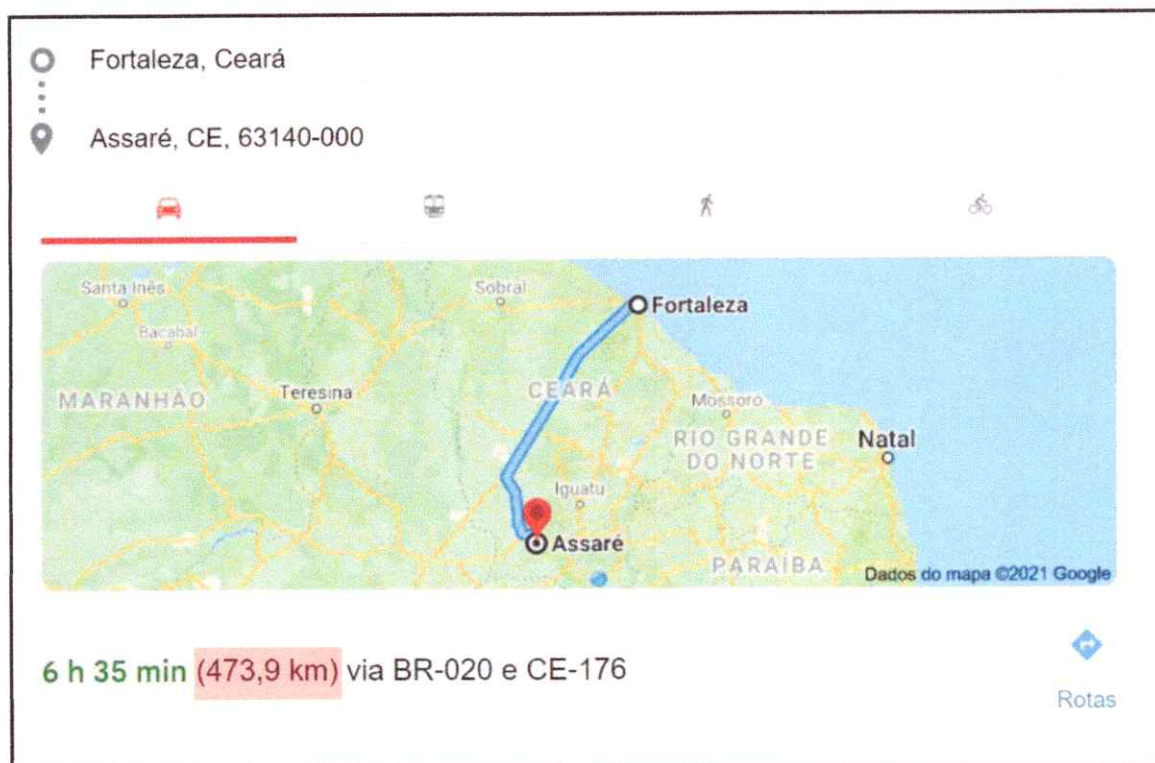 Fortaleza, Ceará
Assaré, CE, 63140-000
Santa Inês
Sobral
Fortaleza
Bacabal
MARANHÃO
Teresina
CEARÁ
Mossoró
RIO GRANDE
DO NORTE
Natal
Iguatu
Assaré
PARAÍBA
Dados do mapa ©2021 Google
6 h 35 min (473,9 km) via BR-020 e CE-176
Rotas